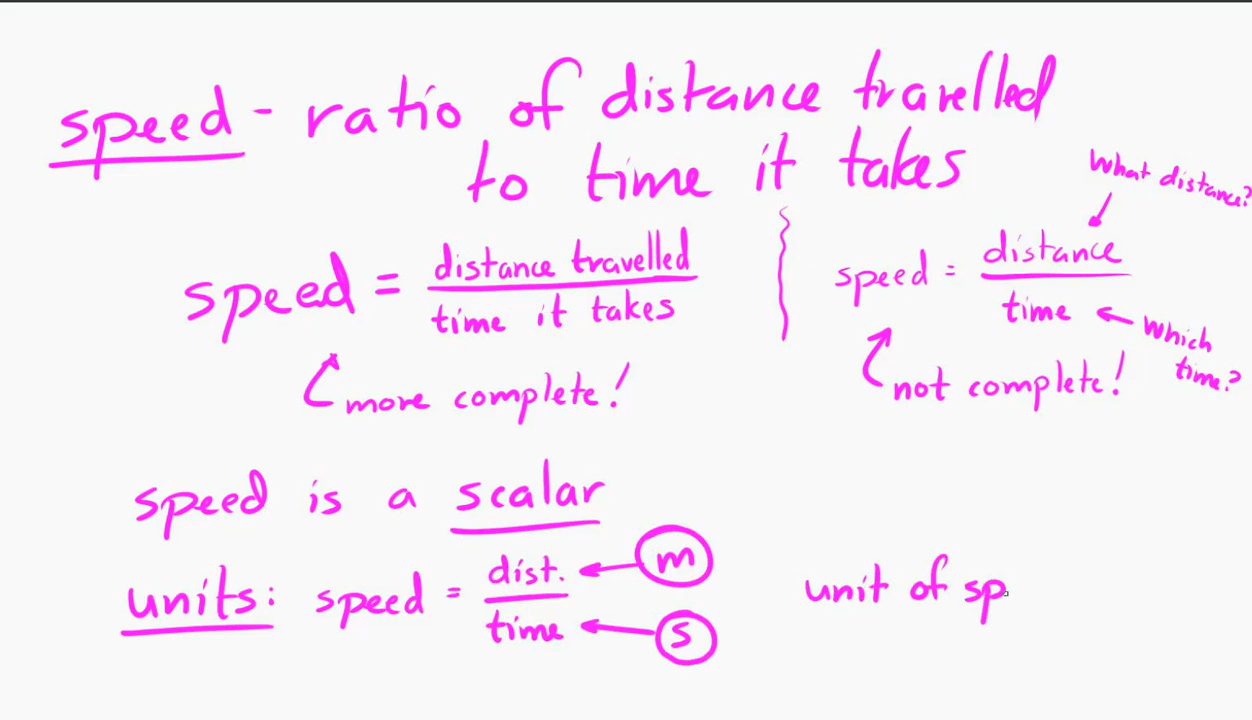 speed - ratio of distance travelled
to time it takes
What distance?
speed = distance travelled / time it takes
speed = distance / time
which time?
more complete!
not complete!
speed is a scalar
units: speed = dist. / time
m
s
unit of sp